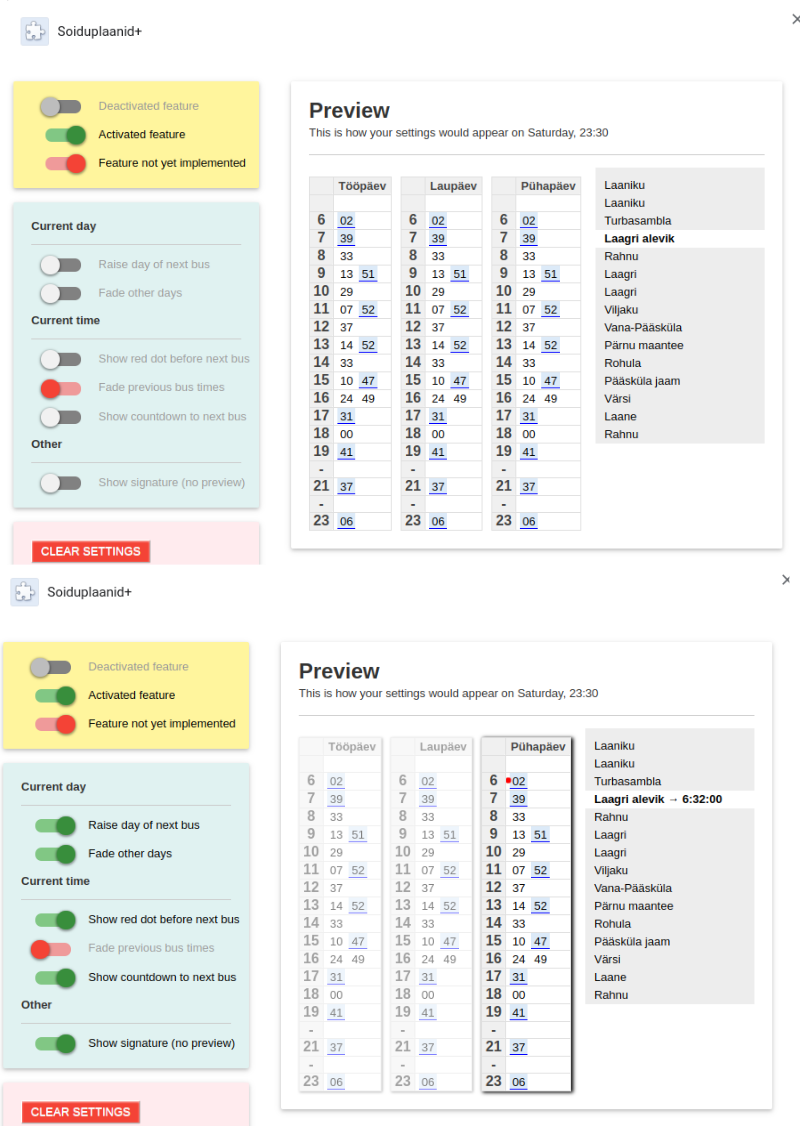 Soiduplaanid+
Deactivated feature
Activated feature
Feature not yet implemented
Current day
Raise day of next bus
Fade other days
Current time
Show red dot before next bus
Fade previous bus times
Show countdown to next bus
Other
Show signature (no preview)
CLEAR SETTINGS
Preview
This is how your settings would appear on Saturday, 23:30
Tööpäev Laupäev Pühapäev
6 02 6 02 6 02
7 39 7 39 7 39
8 33 8 33 8 33
9 13 51 9 13 51 9 13 51
10 29 10 29 10 29
11 07 52 11 07 52 11 07 52
12 37 12 37 12 37
13 14 52 13 14 52 13 14 52
14 33 14 33 14 33
15 10 47 15 10 47 15 10 47
16 24 49 16 24 49 16 24 49
17 31 17 31 17 31
18 00 18 00 18 00
19 41 19 41 19 41
- - -
21 37 21 37 21 37
- - -
23 06 23 06 23 06
Laaniku
Laaniku
Turbasambla
Laagri alevik
Rahnu
Laagri
Laagri
Viljaku
Vana-Pääsküla
Pärnu maantee
Rohula
Pääsküla jaam
Värsi
Laane
Rahnu
Soiduplaanid+
Deactivated feature
Activated feature
Feature not yet implemented
Current day
Raise day of next bus
Fade other days
Current time
Show red dot before next bus
Fade previous bus times
Show countdown to next bus
Other
Show signature (no preview)
CLEAR SETTINGS
Preview
This is how your settings would appear on Saturday, 23:30
Tööpäev Laupäev Pühapäev
6 02 6 02 6 02
7 39 7 39 7 39
8 33 8 33 8 33
9 13 51 9 13 51 9 13 51
10 29 10 29 10 29
11 07 52 11 07 52 11 07 52
12 37 12 37 12 37
13 14 52 13 14 52 13 14 52
14 33 14 33 14 33
15 10 47 15 10 47 15 10 47
16 24 49 16 24 49 16 24 49
17 31 17 31 17 31
18 00 18 00 18 00
19 41 19 41 19 41
- - -
21 37 21 37 21 37
- - -
23 06 23 06 23 06
Laaniku
Laaniku
Turbasambla
Laagri alevik → 6:32:00
Rahnu
Laagri
Laagri
Viljaku
Vana-Pääsküla
Pärnu maantee
Rohula
Pääsküla jaam
Värsi
Laane
Rahnu